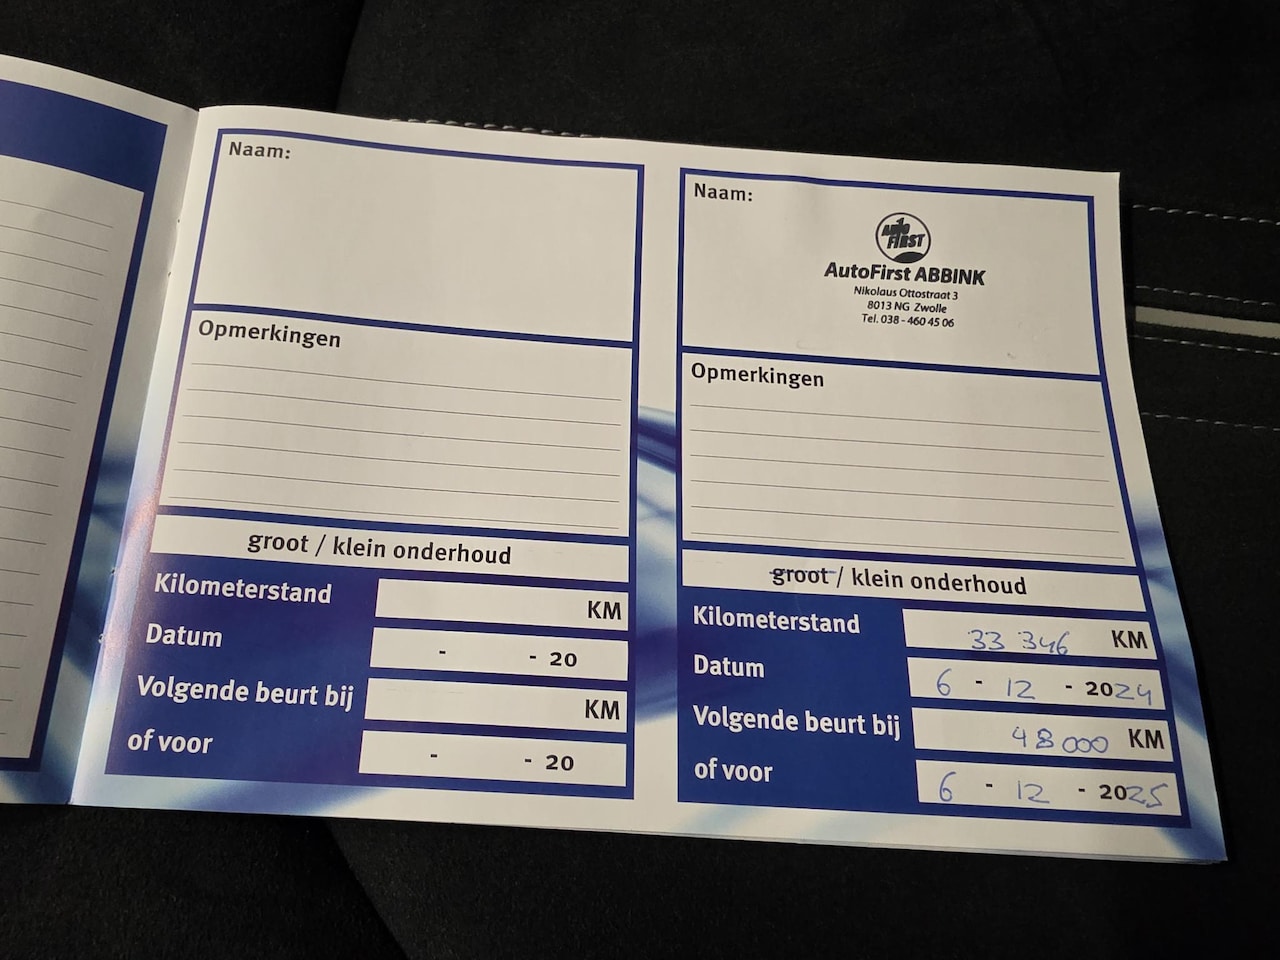 Naam:
Opmerkingen
groot / klein onderhoud
Kilometerstand KM
Datum - - 20
Volgende beurt bij KM
of voor - - 20
Naam:
AUTO FIRST
AutoFirst ABBINK
Nikolaus Ottostraat 3
8013 NG Zwolle
Tel. 038 - 460 45 06
Opmerkingen
groot / klein onderhoud
Kilometerstand 33 346 KM
Datum 6 - 12 - 2024
Volgende beurt bij 48 000 KM
of voor 6 - 12 - 2025